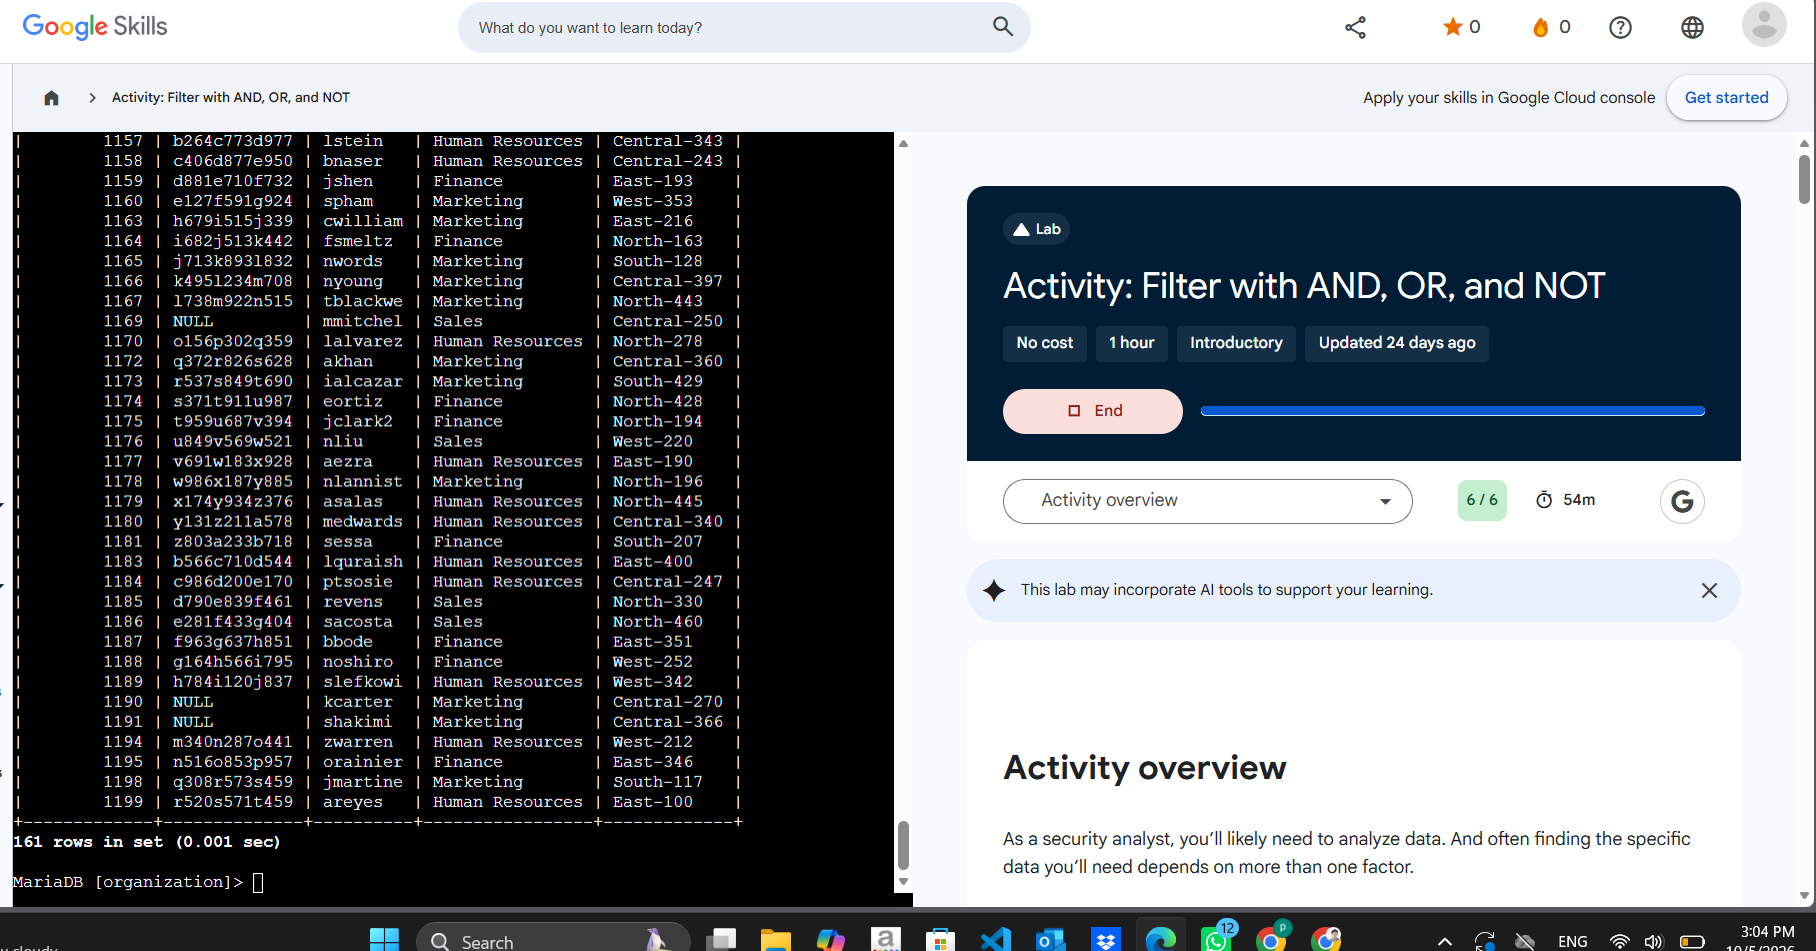 Google Skills
What do you want to learn today?
0
0
Activity: Filter with AND, OR, and NOT
Apply your skills in Google Cloud console
Get started
| 1157 | b264c773d977 | lstein | Human Resources | Central-343 |
| 1158 | c406d877e950 | bnaser | Human Resources | Central-243 |
| 1159 | d881e710f732 | jshen | Finance | East-193 |
| 1160 | e127f591g924 | spham | Marketing | West-353 |
| 1163 | h679i515j339 | cwilliam | Marketing | East-216 |
| 1164 | i682j513k442 | fsmeltz | Finance | North-163 |
| 1165 | j713k893l832 | nwords | Marketing | South-128 |
| 1166 | k495l234m708 | nyoung | Marketing | Central-397 |
| 1167 | l738m922n515 | tblackwe | Marketing | North-443 |
| 1169 | NULL | mmitchel | Sales | Central-250 |
| 1170 | o156p302q359 | lalvarez | Human Resources | North-278 |
| 1172 | q372r826s628 | akhan | Marketing | Central-360 |
| 1173 | r537s849t690 | ialcazar | Marketing | South-429 |
| 1174 | s371t911u987 | eortiz | Finance | North-428 |
| 1175 | t959u687v394 | jclark2 | Finance | North-194 |
| 1176 | u849v569w521 | nliu | Sales | West-220 |
| 1177 | v691w183x928 | aezra | Human Resources | East-190 |
| 1178 | w986x187y885 | nlannist | Marketing | North-196 |
| 1179 | x174y934z376 | asalas | Human Resources | North-445 |
| 1180 | y131z211a578 | medwards | Human Resources | Central-340 |
| 1181 | z803a233b718 | sessa | Finance | South-207 |
| 1183 | b566c710d544 | lquraish | Human Resources | East-400 |
| 1184 | c986d200e170 | ptsosie | Human Resources | Central-247 |
| 1185 | d790e839f461 | revens | Sales | North-330 |
| 1186 | e281f433g404 | sacosta | Sales | North-460 |
| 1187 | f963g637h851 | bbode | Finance | East-351 |
| 1188 | g164h566i795 | noshiro | Finance | West-252 |
| 1189 | h784i120j837 | slefkowi | Human Resources | West-342 |
| 1190 | NULL | kcarter | Marketing | Central-270 |
| 1191 | NULL | shakimi | Marketing | Central-366 |
| 1194 | m340n287o441 | zwarren | Human Resources | West-212 |
| 1195 | n516o853p957 | orainier | Finance | East-346 |
| 1198 | q308r573s459 | jmartine | Marketing | South-117 |
| 1199 | r520s571t459 | areyes | Human Resources | East-100 |
+-------------+--------------+----------+-----------------+-------------+
161 rows in set (0.001 sec)
MariaDB [organization]>
Lab
Activity: Filter with AND, OR, and NOT
No cost
1 hour
Introductory
Updated 24 days ago
End
Activity overview
6 / 6
54m
G
This lab may incorporate AI tools to support your learning.
Activity overview
As a security analyst, you'll likely need to analyze data. And often finding the specific
data you'll need depends on more than one factor.
Search
12
P
ENG
3:04 PM